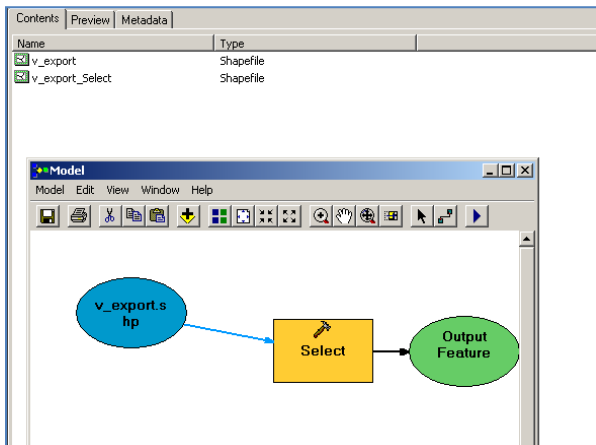 Contents Preview Metadata
Name Type
v_export Shapefile
v_export_Select Shapefile
Model
Model Edit View Window Help
v_export.s
hp
Select
Output
Feature